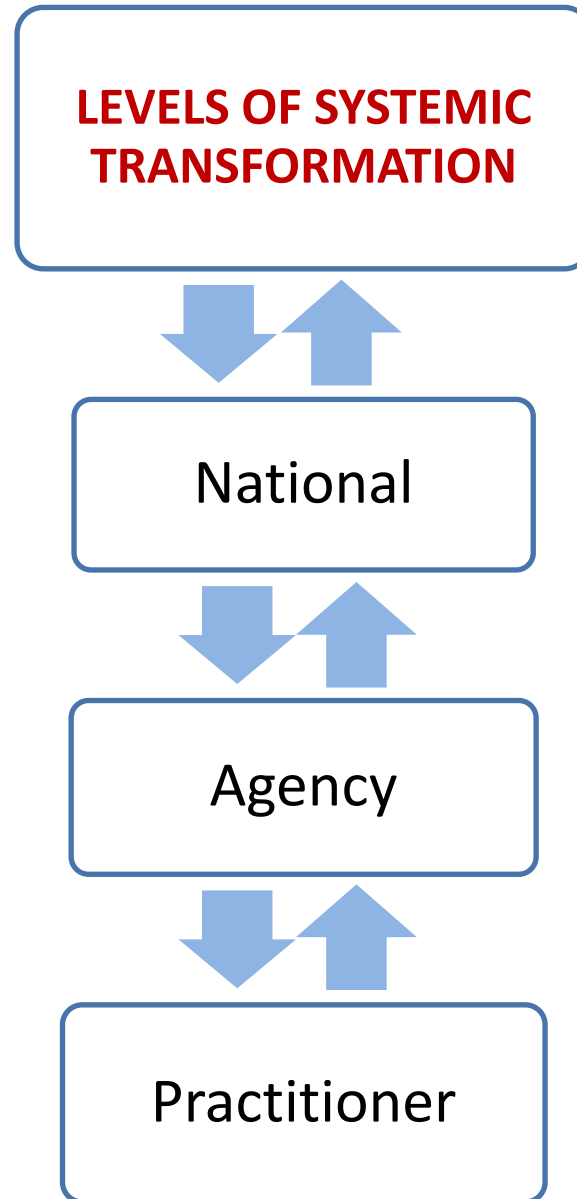 LEVELS OF SYSTEMIC
TRANSFORMATION
National
Agency
Practitioner